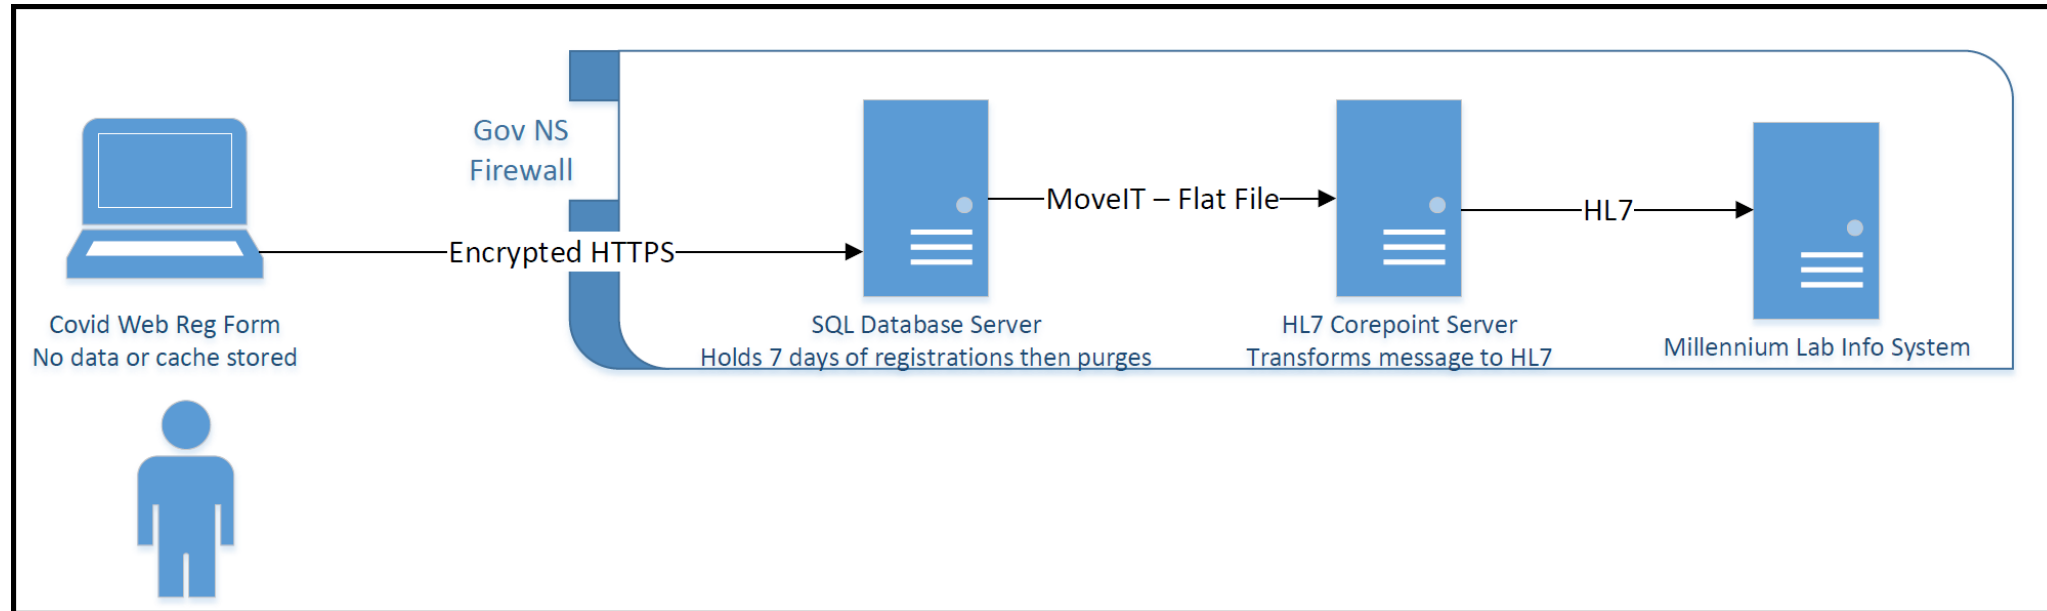 Gov NS
Firewall
MoveIT – Flat File
HL7
Encrypted HTTPS
Covid Web Reg Form
No data or cache stored
SQL Database Server
Holds 7 days of registrations then purges
HL7 Corepoint Server
Transforms message to HL7
Millennium Lab Info System